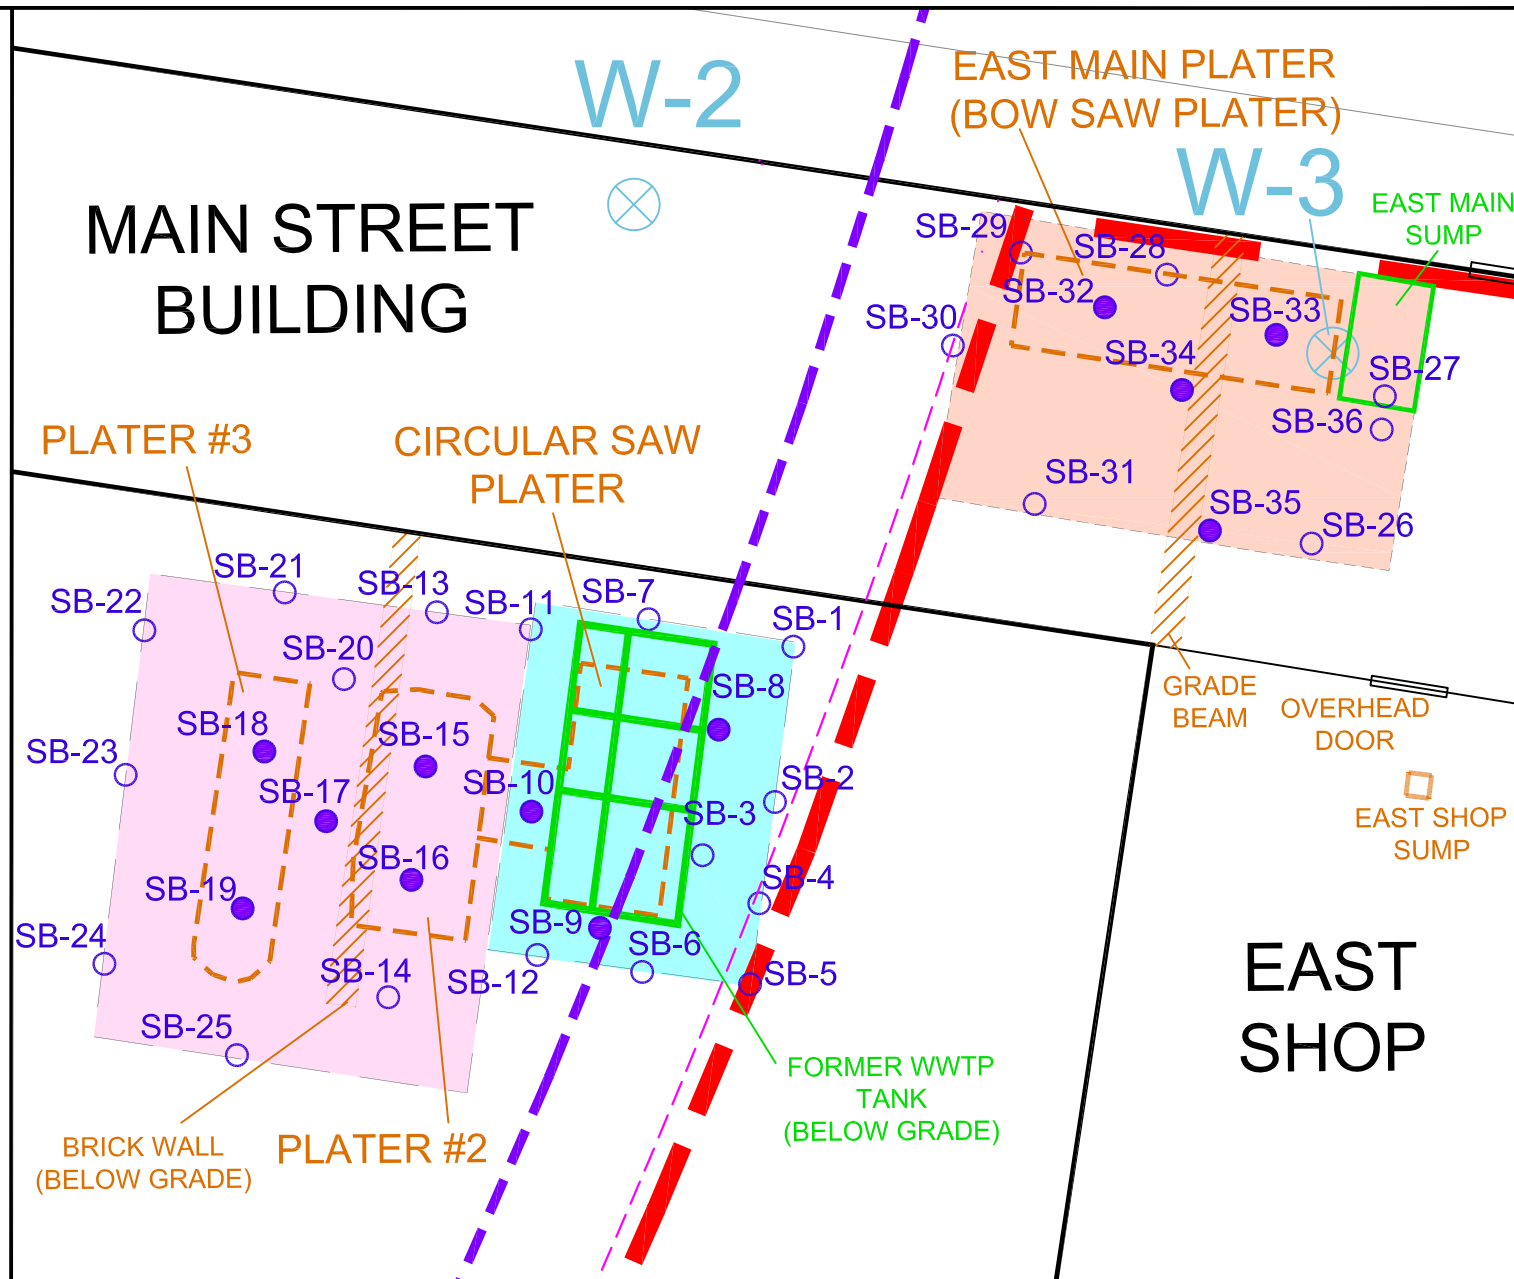 W-2
EAST MAIN PLATER
(BOW SAW PLATER)
W-3
EAST MAIN
SUMP
MAIN STREET
BUILDING
SB-29
SB-28
SB-32
SB-33
SB-30
SB-34
SB-27
SB-36
SB-31
SB-35
SB-26
PLATER #3
CIRCULAR SAW
PLATER
SB-21
SB-13
SB-7
SB-22
SB-11
SB-1
SB-20
SB-8
GRADE
BEAM
OVERHEAD
DOOR
SB-18
SB-15
SB-23
SB-17
SB-10
SB-2
SB-3
EAST SHOP
SUMP
SB-16
SB-19
SB-4
SB-9
SB-24
SB-6
SB-14
SB-12
SB-5
SB-25
EAST
SHOP
FORMER WWTP
TANK
(BELOW GRADE)
BRICK WALL
(BELOW GRADE)
PLATER #2